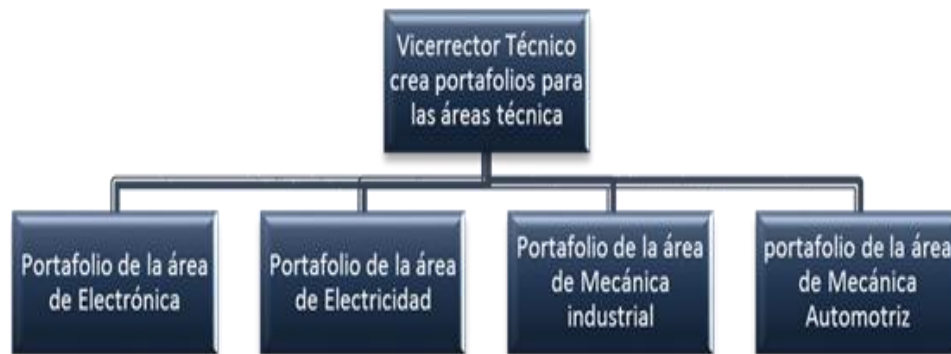 Vicerrector Técnico
crea portafolios para
las áreas técnica
Portafolio de la área
de Electrónica
Portafolio de la área
de Electricidad
Portafolio de la área
de Mecánica
industrial
portafolio de la área
de Mecánica
Automotriz